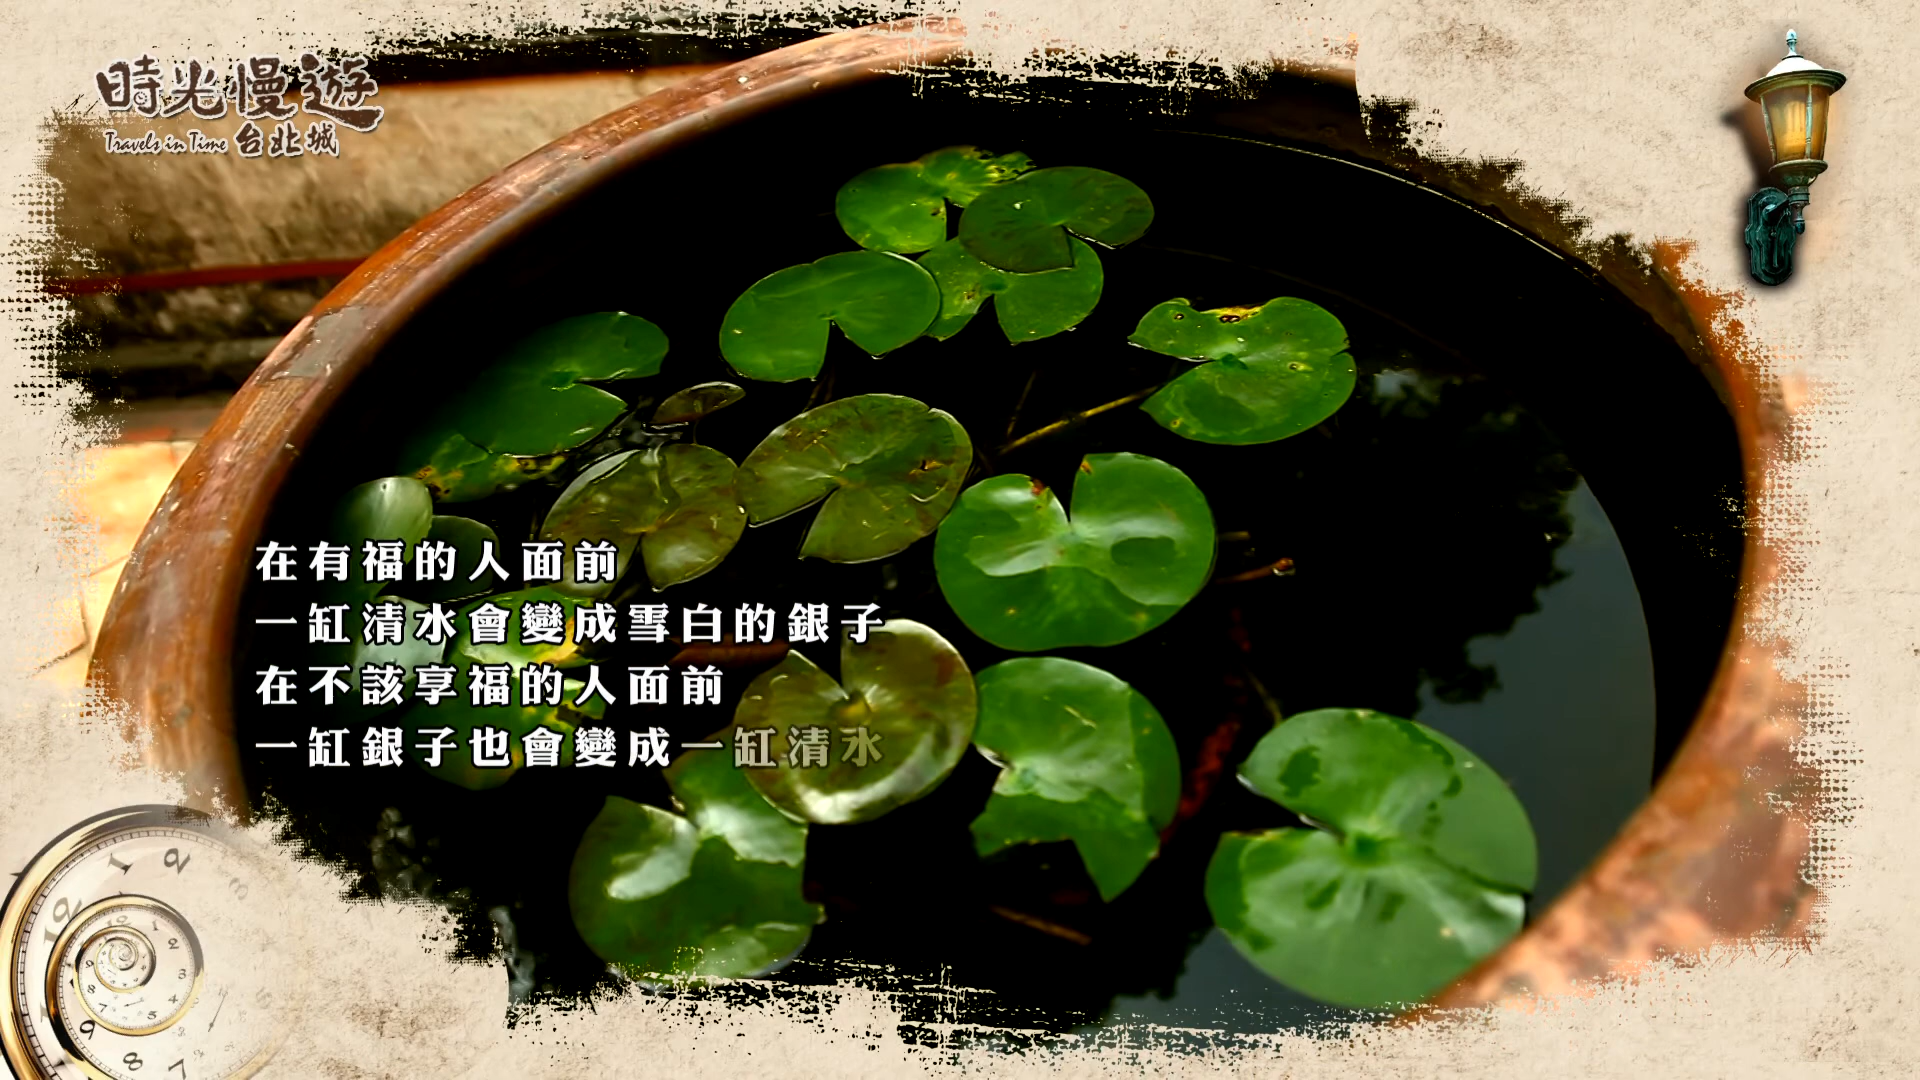 時光慢遊
Travels in Time 台北城
在有福的人面前
一缸清水會變成雪白的銀子
在不該享福的人面前
一缸銀子也會變成一缸清水